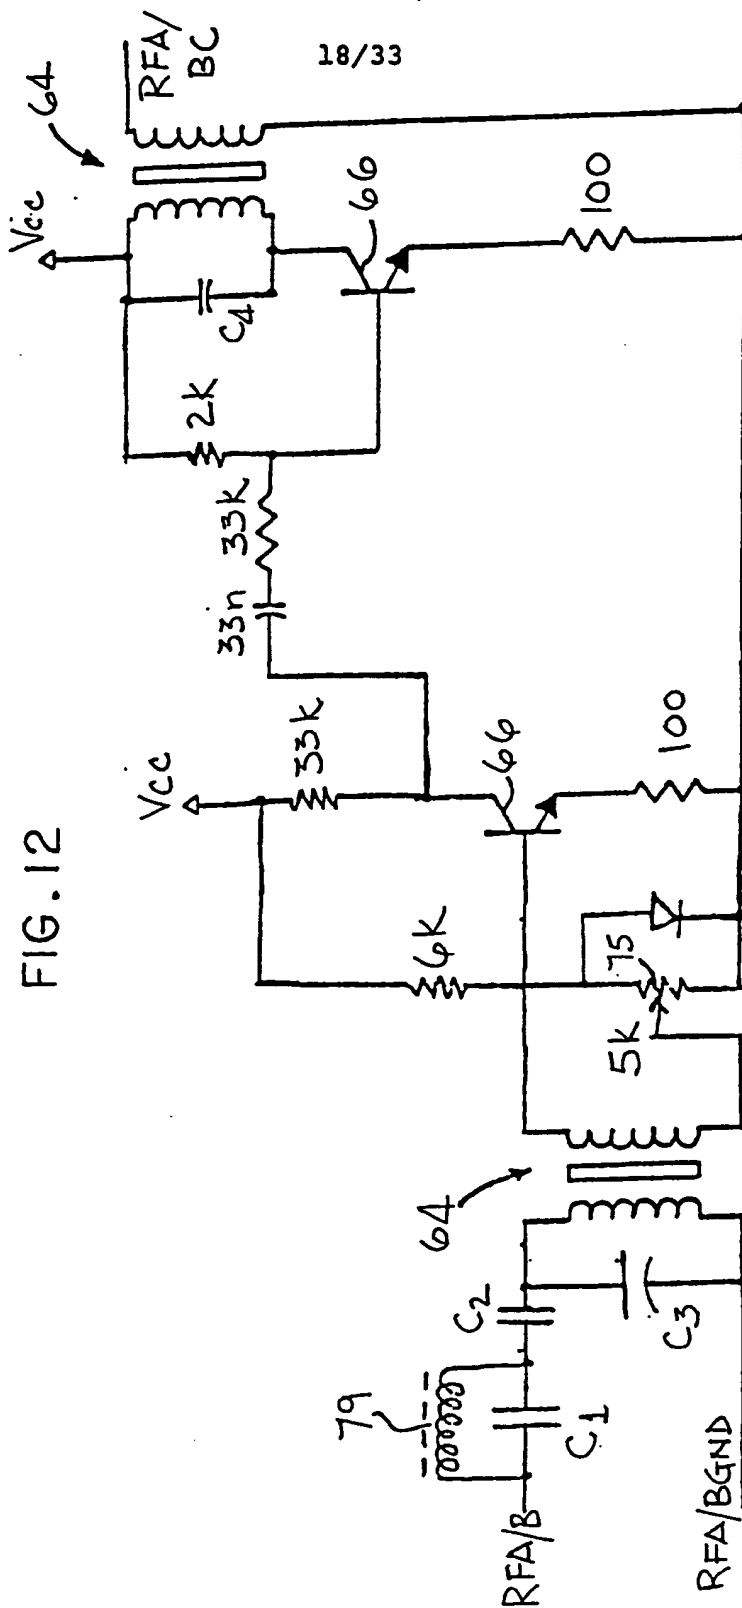 18/33
FIG. 12
RFA/B
RFA/BGND
79
C1
C2
C3
64
5K
75
6K
Vcc
33K
66
100
33n
33K
2K
C4
Vcc
64
66
100
RFA/
BC